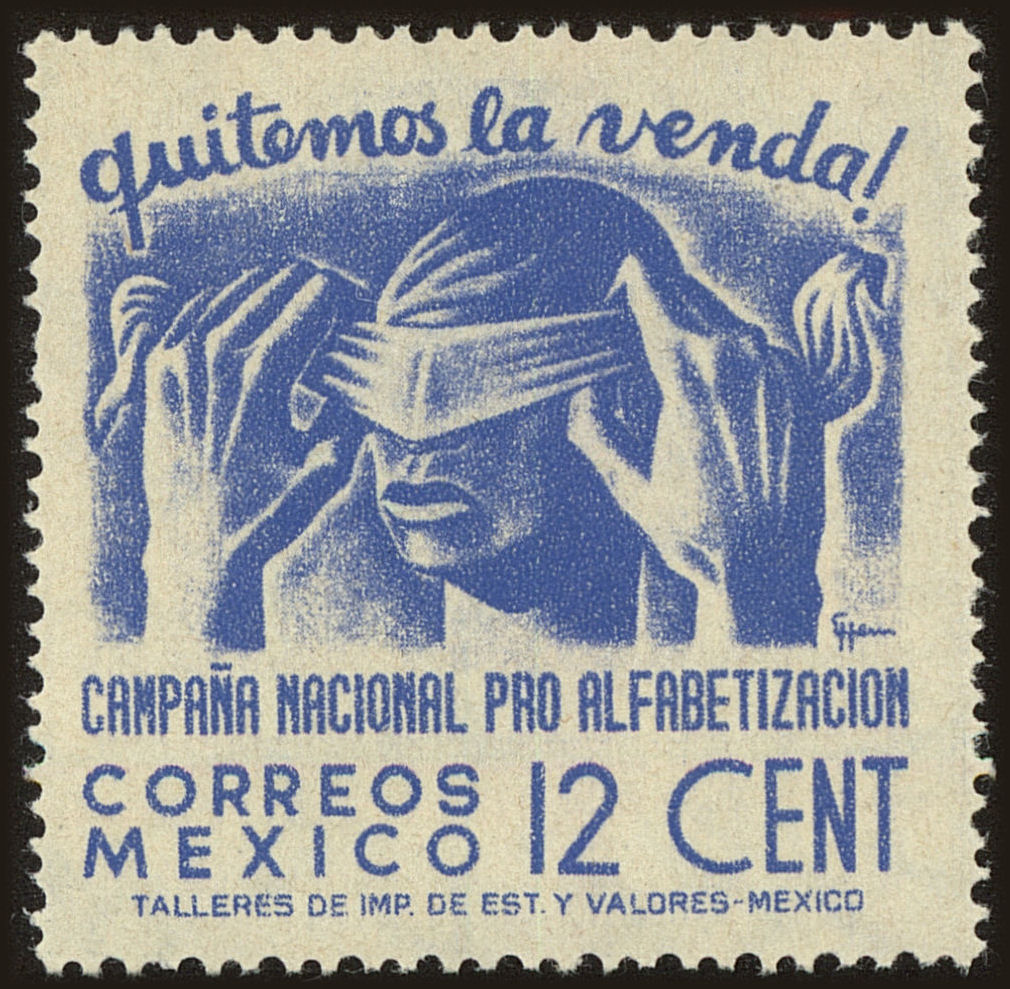 quitemos la venda!
CAMPAÑA NACIONAL PRO ALFABETIZACION
CORREOS
MEXICO
12 CENT
TALLERES DE IMP. DE EST. Y VALORES-MEXICO